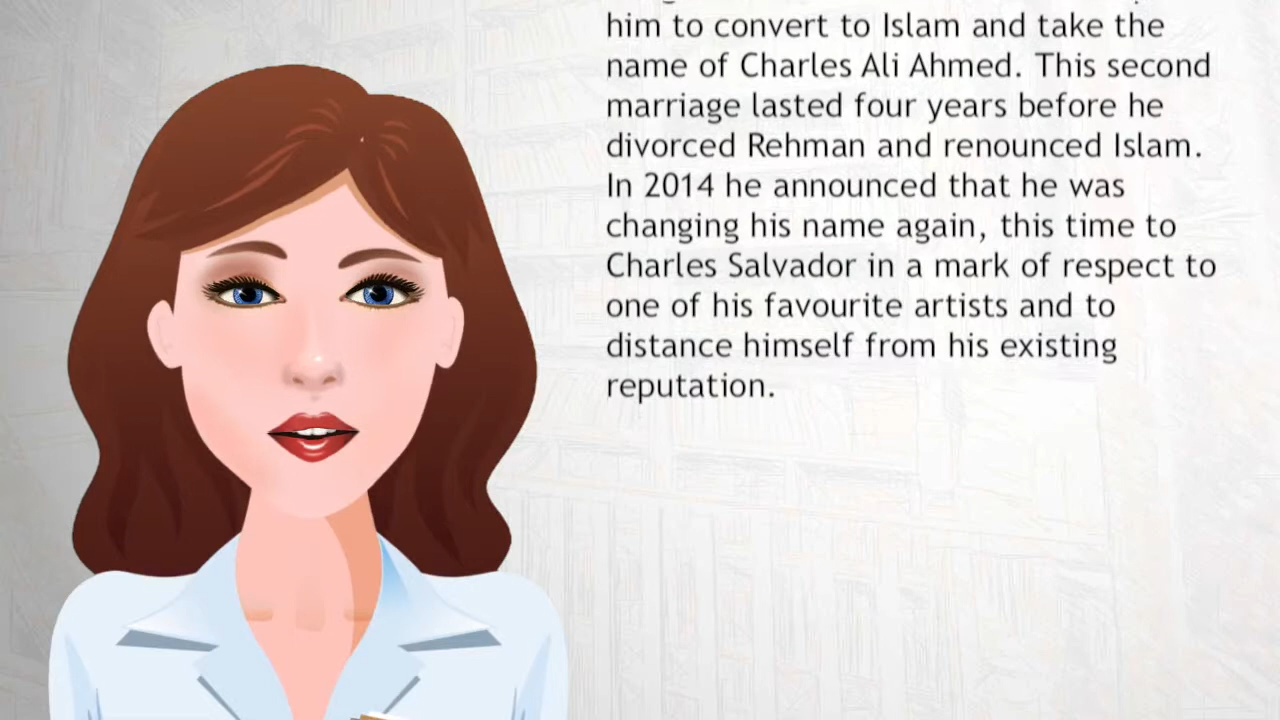 him to convert to Islam and take the
name of Charles Ali Ahmed. This second
marriage lasted four years before he
divorced Rehman and renounced Islam.
In 2014 he announced that he was
changing his name again, this time to
Charles Salvador in a mark of respect to
one of his favourite artists and to
distance himself from his existing
reputation.